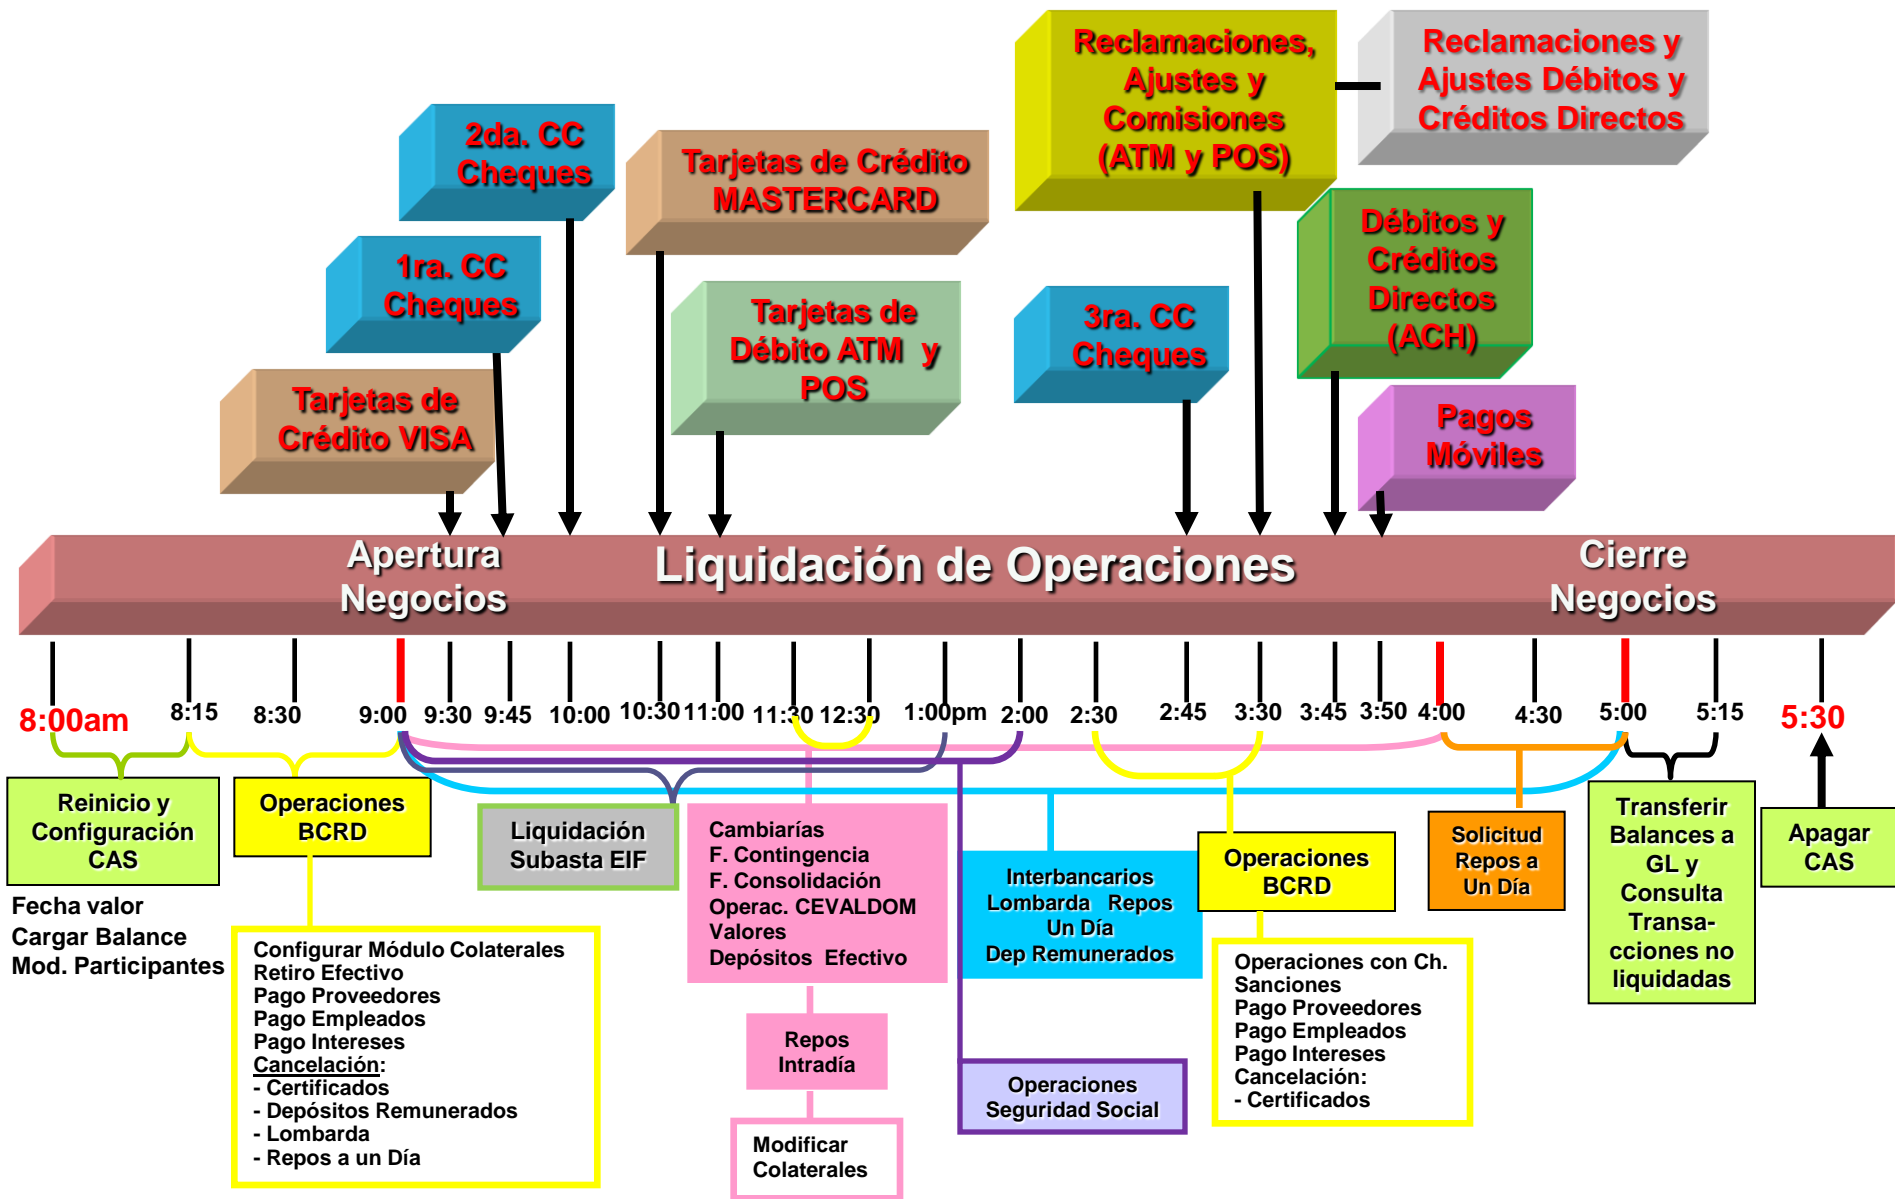 Reclamaciones,
Ajustes y
Comisiones
(ATM y POS)
Reclamaciones y
Ajustes Débitos y
Créditos Directos
2da. CC
Cheques
Tarjetas de Crédito
MASTERCARD
1ra. CC
Cheques
Débitos y
Créditos
Directos
(ACH)
Tarjetas de
Débito ATM y
POS
3ra. CC
Cheques
Tarjetas de
Crédito VISA
Pagos
Móviles
Apertura
Negocios
Liquidación de Operaciones
Cierre
Negocios
8:00am
8:15
8:30
9:00
9:30
9:45
10:00
10:30
11:00
11:30
12:30
1:00pm
2:00
2:30
2:45
3:30
3:45
3:50
4:00
4:30
5:00
5:15
5:30
Reinicio y
Configuración
CAS
Fecha valor
Cargar Balance
Mod. Participantes
Operaciones
BCRD
Configurar Módulo Colaterales
Retiro Efectivo
Pago Proveedores
Pago Empleados
Pago Intereses
Cancelación:
- Certificados
- Depósitos Remunerados
- Lombarda
- Repos a un Día
Liquidación
Subasta EIF
Cambiarías
F. Contingencia
F. Consolidación
Operac. CEVALDOM
Valores
Depósitos Efectivo
Repos
Intradía
Modificar
Colaterales
Interbancarios
Lombarda Repos
Un Día
Dep Remunerados
Operaciones
Seguridad Social
Operaciones
BCRD
Operaciones con Ch.
Sanciones
Pago Proveedores
Pago Empleados
Pago Intereses
Cancelación:
- Certificados
Solicitud
Repos a
Un Día
Transferir
Balances a
GL y
Consulta
Transa-
cciones no
liquidadas
Apagar
CAS